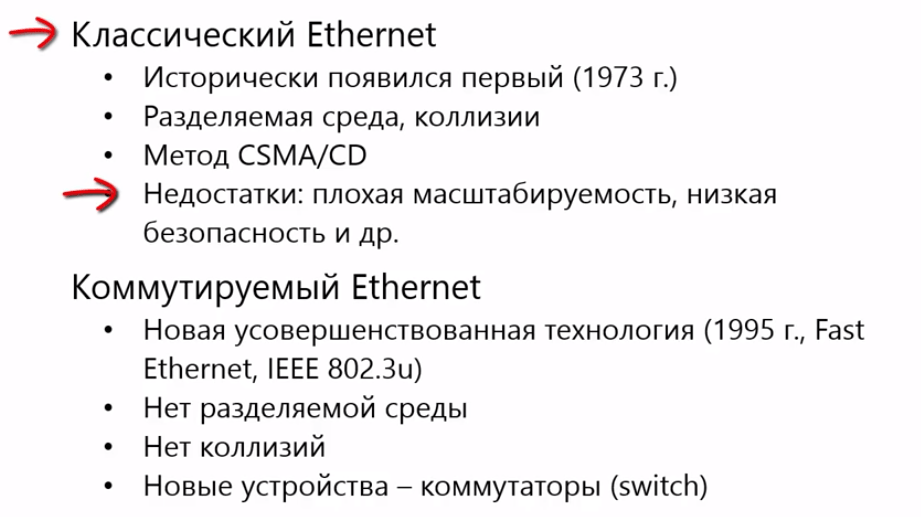 Классический Ethernet
• Исторически появился первый (1973 г.)
• Разделяемая среда, коллизии
• Метод CSMA/CD
• Недостатки: плохая масштабируемость, низкая
безопасность и др.
Коммутируемый Ethernet
• Новая усовершенствованная технология (1995 г., Fast
Ethernet, IEEE 802.3u)
• Нет разделяемой среды
• Нет коллизий
• Новые устройства – коммутаторы (switch)